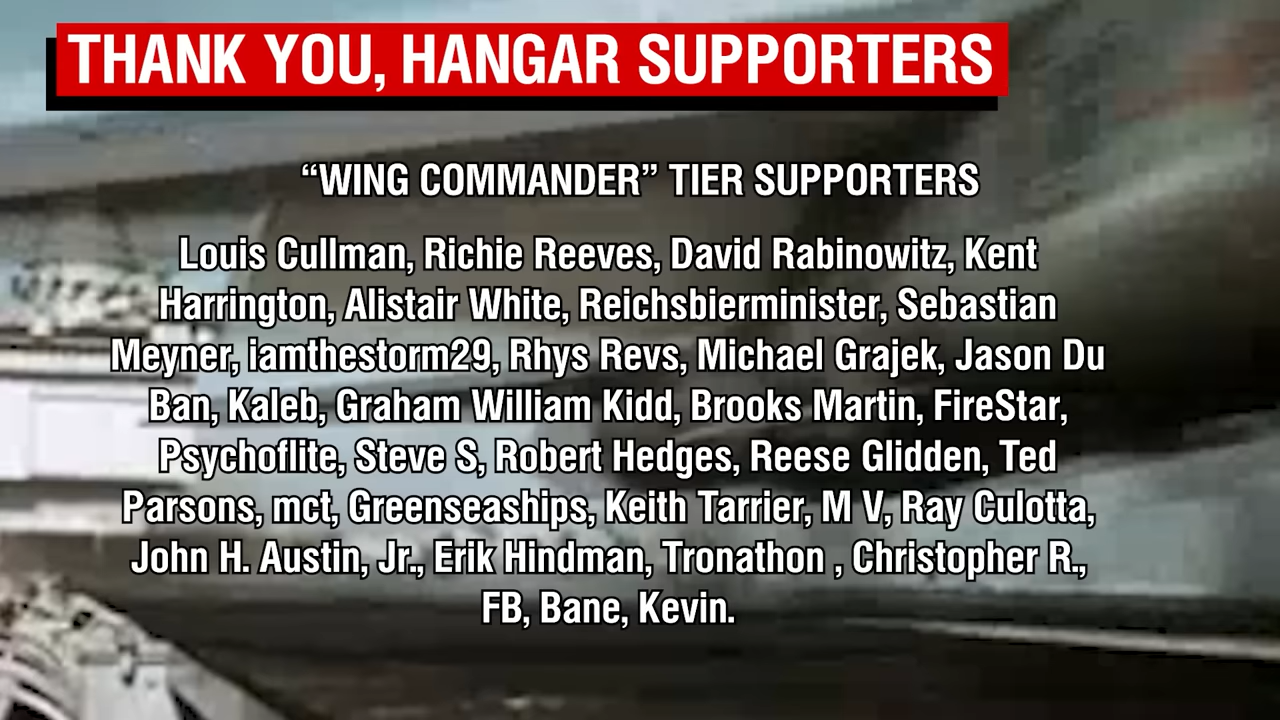 THANK YOU, HANGAR SUPPORTERS
“WING COMMANDER” TIER SUPPORTERS
Louis Cullman, Richie Reeves, David Rabinowitz, Kent
Harrington, Alistair White, Reichsbierminister, Sebastian
Meyner, iamthestorm29, Rhys Revs, Michael Grajek, Jason Du
Ban, Kaleb, Graham William Kidd, Brooks Martin, FireStar,
Psychoflite, Steve S, Robert Hedges, Reese Glidden, Ted
Parsons, mct, Greenseaships, Keith Tarrier, M V, Ray Culotta,
John H. Austin, Jr., Erik Hindman, Tronathon , Christopher R.,
FB, Bane, Kevin.